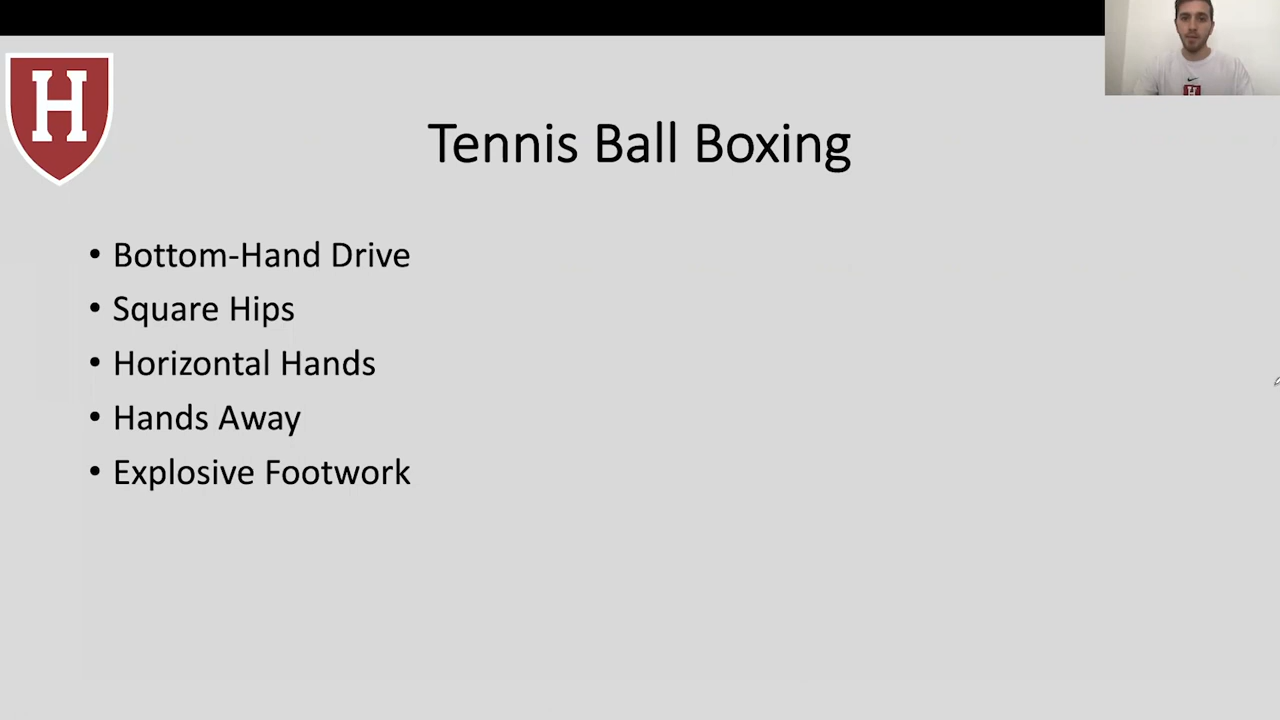 H
Tennis Ball Boxing
• Bottom-Hand Drive
• Square Hips
• Horizontal Hands
• Hands Away
• Explosive Footwork
H